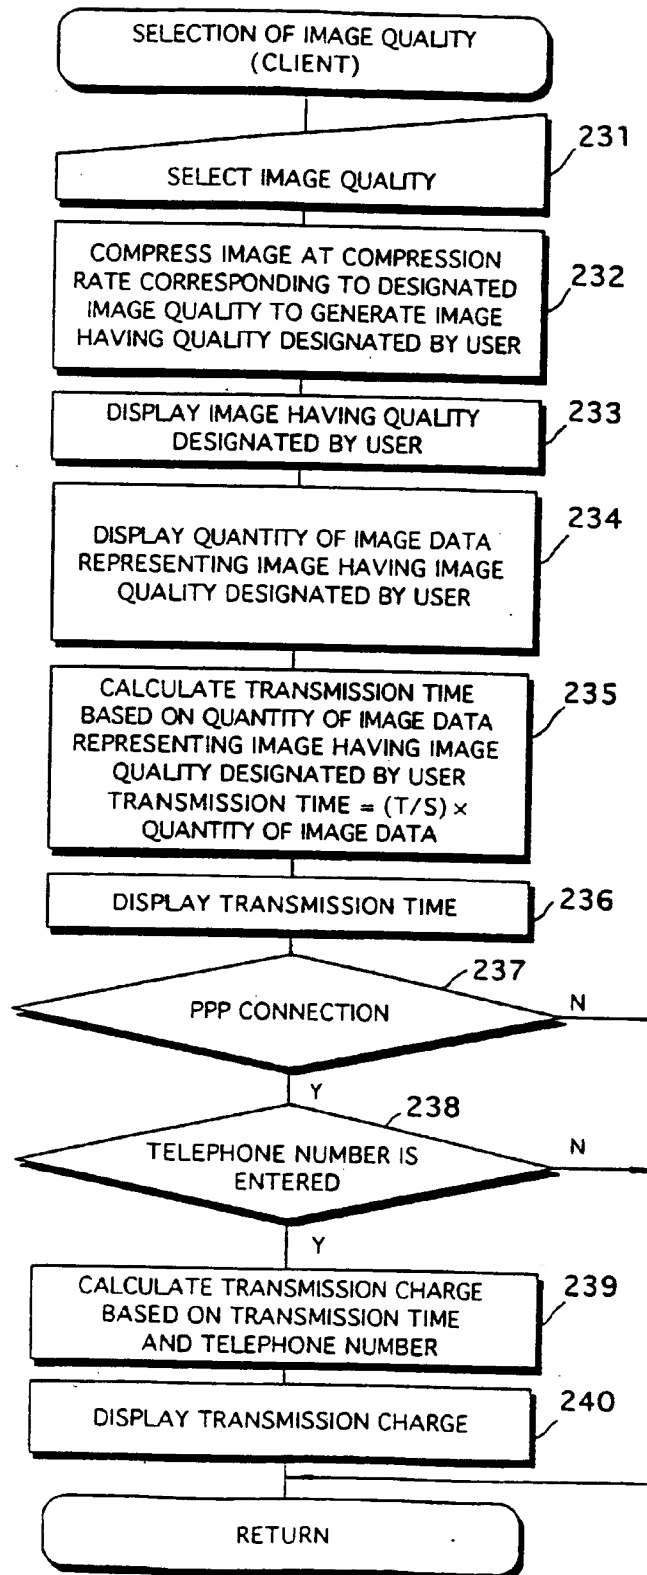 SELECTION OF IMAGE QUALITY
(CLIENT)
231
SELECT IMAGE QUALITY
COMPRESS IMAGE AT COMPRESSION
RATE CORRESPONDING TO DESIGNATED
IMAGE QUALITY TO GENERATE IMAGE
HAVING QUALITY DESIGNATED BY USER
232
DISPLAY IMAGE HAVING QUALITY
DESIGNATED BY USER
233
234
DISPLAY QUANTITY OF IMAGE DATA
REPRESENTING IMAGE HAVING IMAGE
QUALITY DESIGNATED BY USER
CALCULATE TRANSMISSION TIME
BASED ON QUANTITY OF IMAGE DATA
REPRESENTING IMAGE HAVING IMAGE
QUALITY DESIGNATED BY USER
TRANSMISSION TIME = (T/S) ×
QUANTITY OF IMAGE DATA
235
DISPLAY TRANSMISSION TIME
236
237
PPP CONNECTION
N
Y
238
TELEPHONE NUMBER IS
ENTERED
N
Y
CALCULATE TRANSMISSION CHARGE
BASED ON TRANSMISSION TIME
AND TELEPHONE NUMBER
239
DISPLAY TRANSMISSION CHARGE
240
RETURN